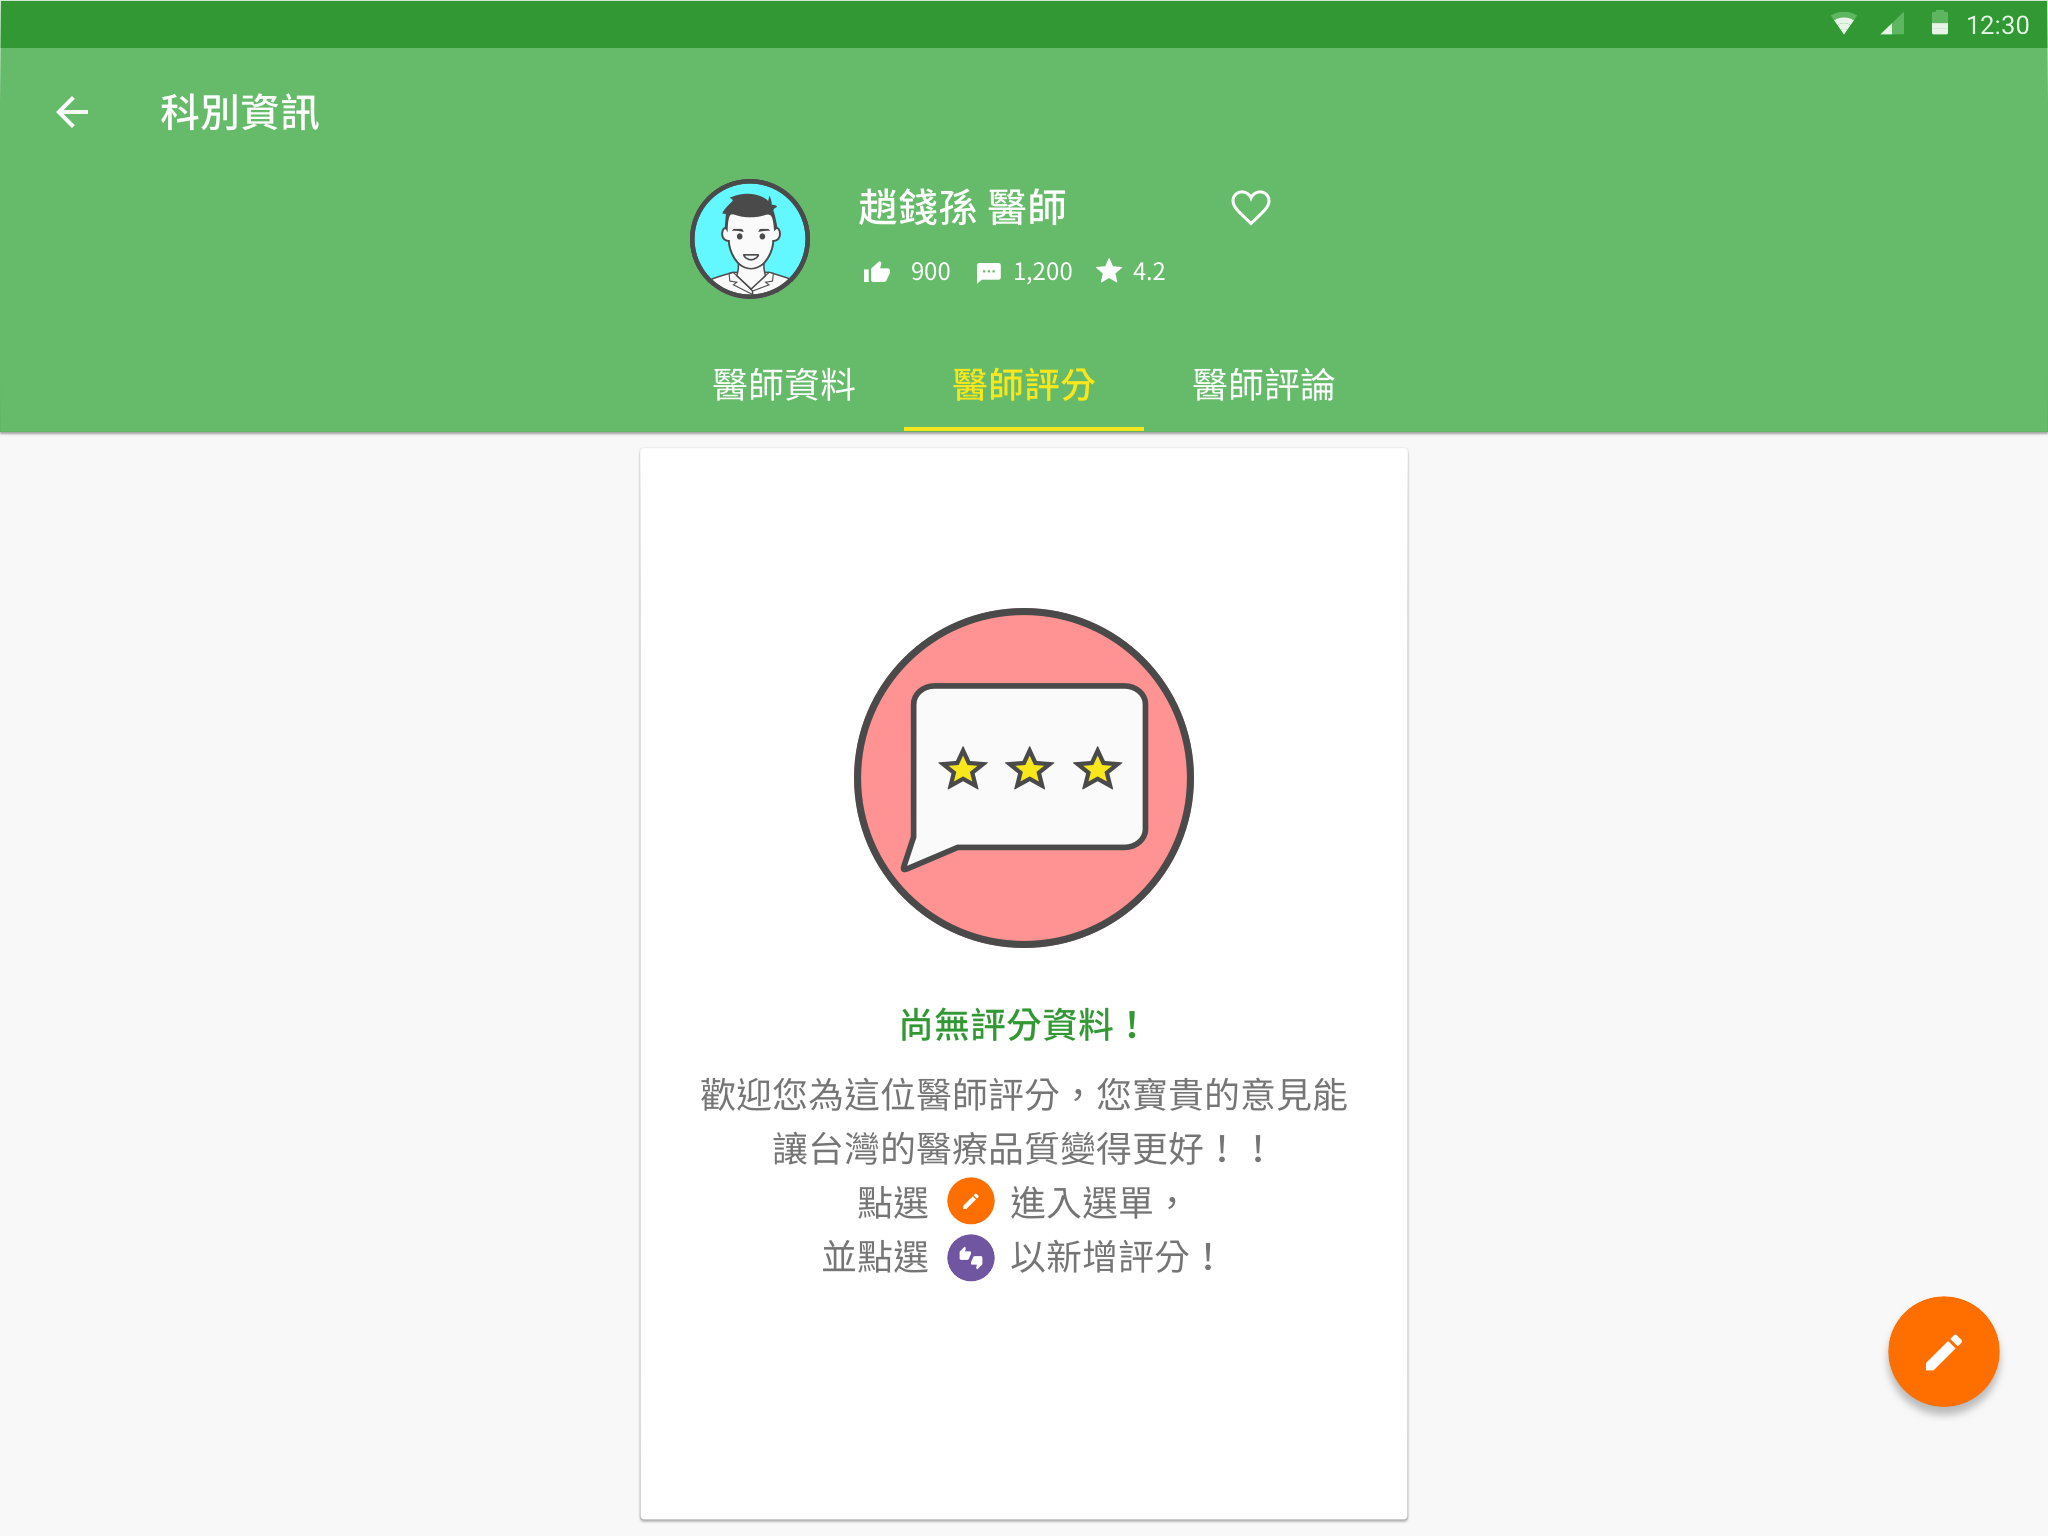 12:30
科別資訊
趙錢孫 醫師
900 1,200 4.2
醫師資料 醫師評分 醫師評論
尚無評分資料！
歡迎您為這位醫師評分，您寶貴的意見能
讓台灣的醫療品質變得更好！！
點選 進入選單，
並點選 以新增評分！